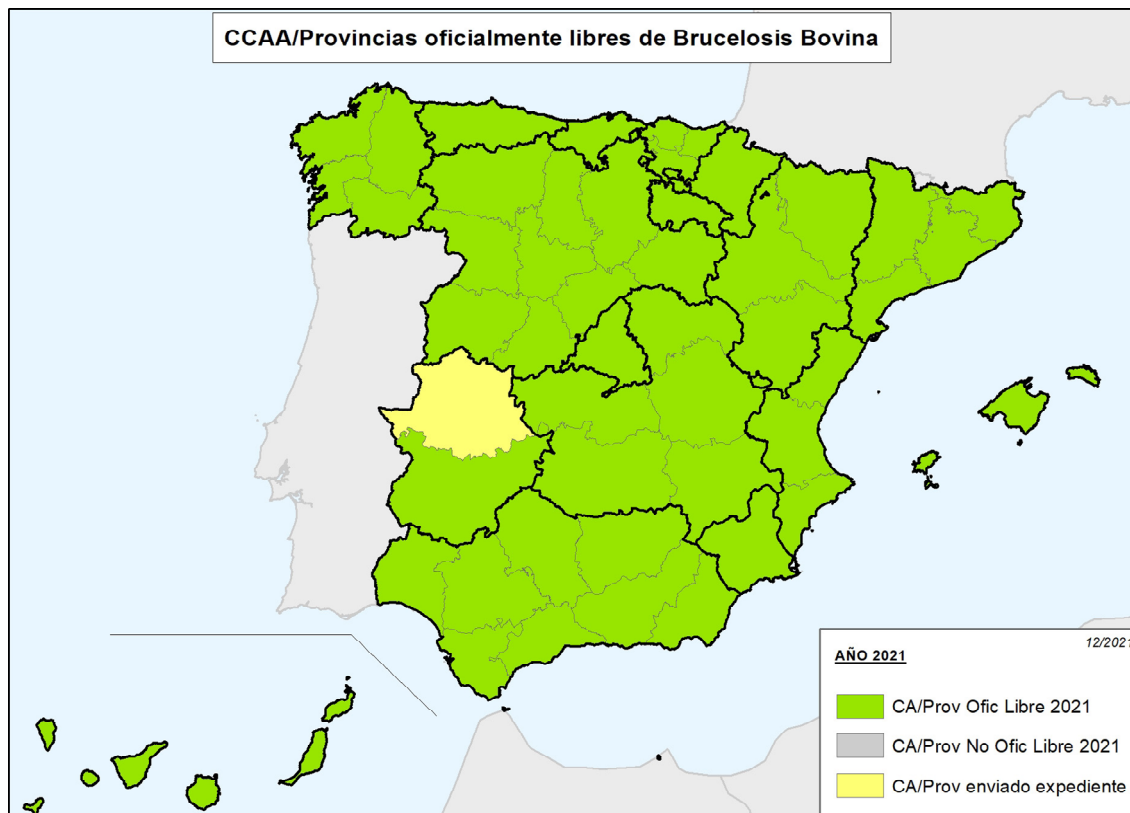 CCAA/Provincias oficialmente libres de Brucelosis Bovina
12/2021
AÑO 2021
CA/Prov Ofic Libre 2021
CA/Prov No Ofic Libre 2021
CA/Prov enviado expediente